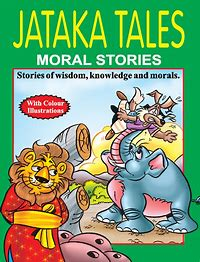 JATAKA TALES
MORAL STORIES
Stories of wisdom, knowledge and morals.
With Colour
Illustrations